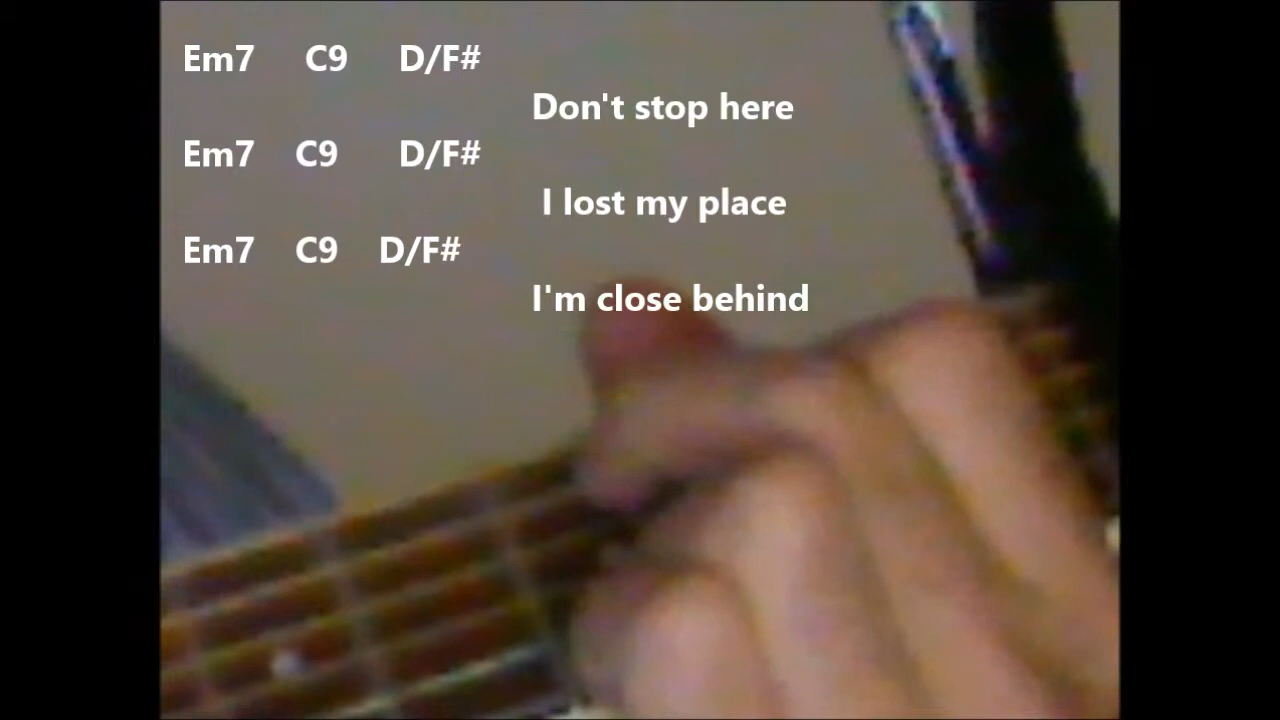 Em7 C9 D/F#
Don't stop here
Em7 C9 D/F#
I lost my place
Em7 C9 D/F#
I'm close behind